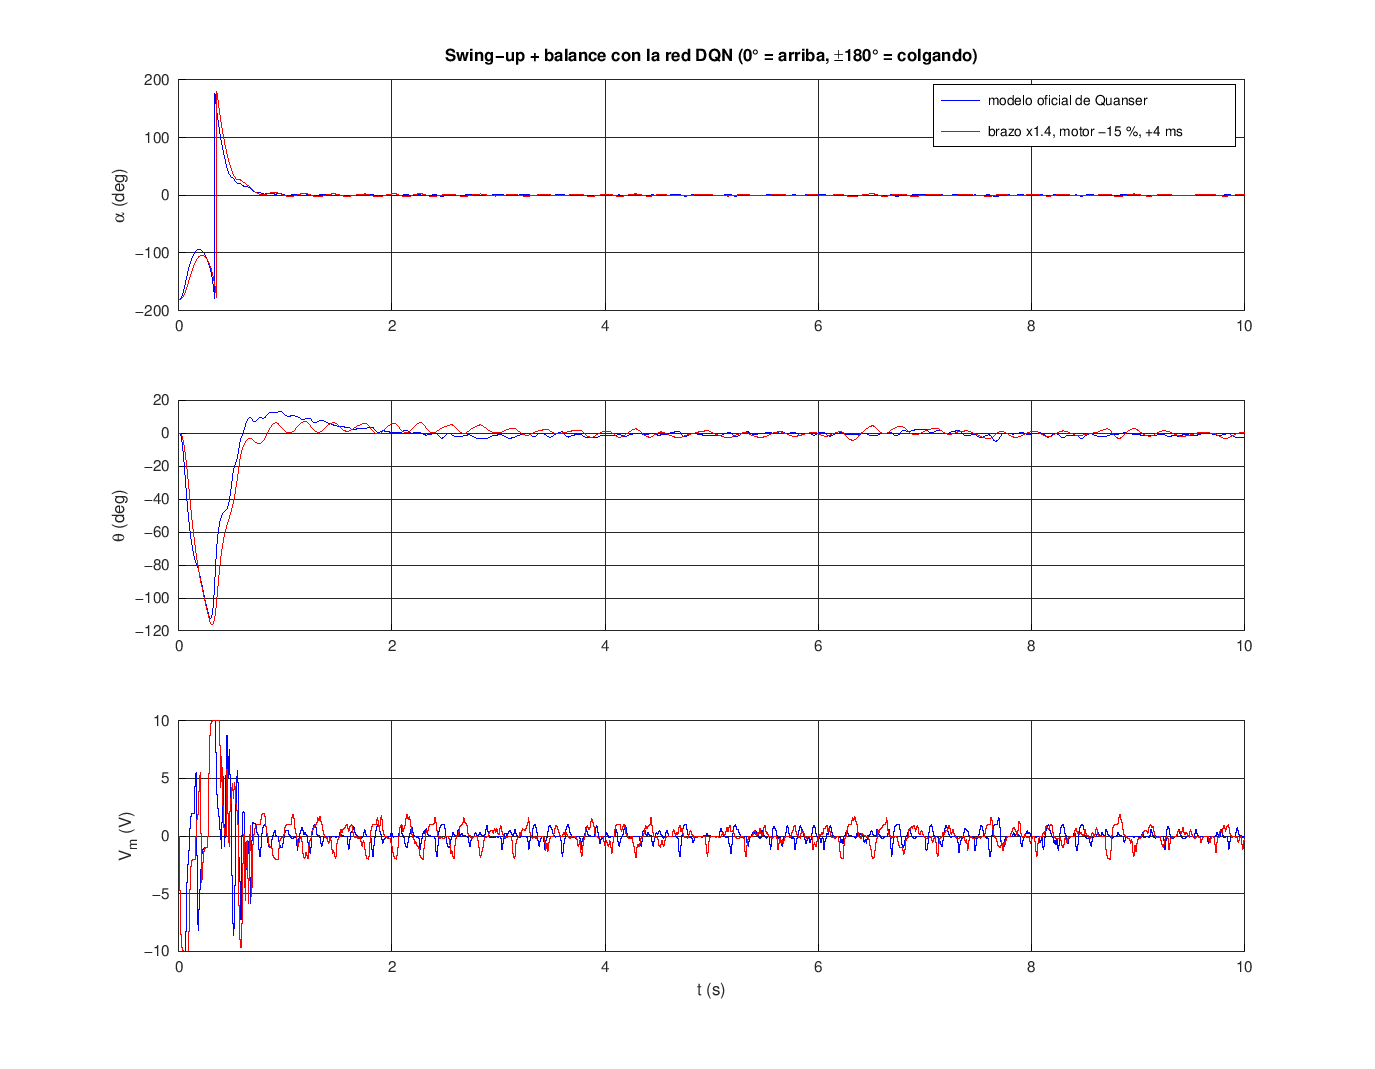 Swing−up + balance con la red DQN (0° = arriba, ±180° = colgando)
200
100
0
−100
−200
α (deg)
modelo oficial de Quanser
brazo x1.4, motor −15 %, +4 ms
0 2 4 6 8 10
20
0
−20
−40
−60
−80
−100
−120
θ (deg)
0 2 4 6 8 10
10
5
0
−5
−10
Vm (V)
0 2 4 6 8 10
t (s)